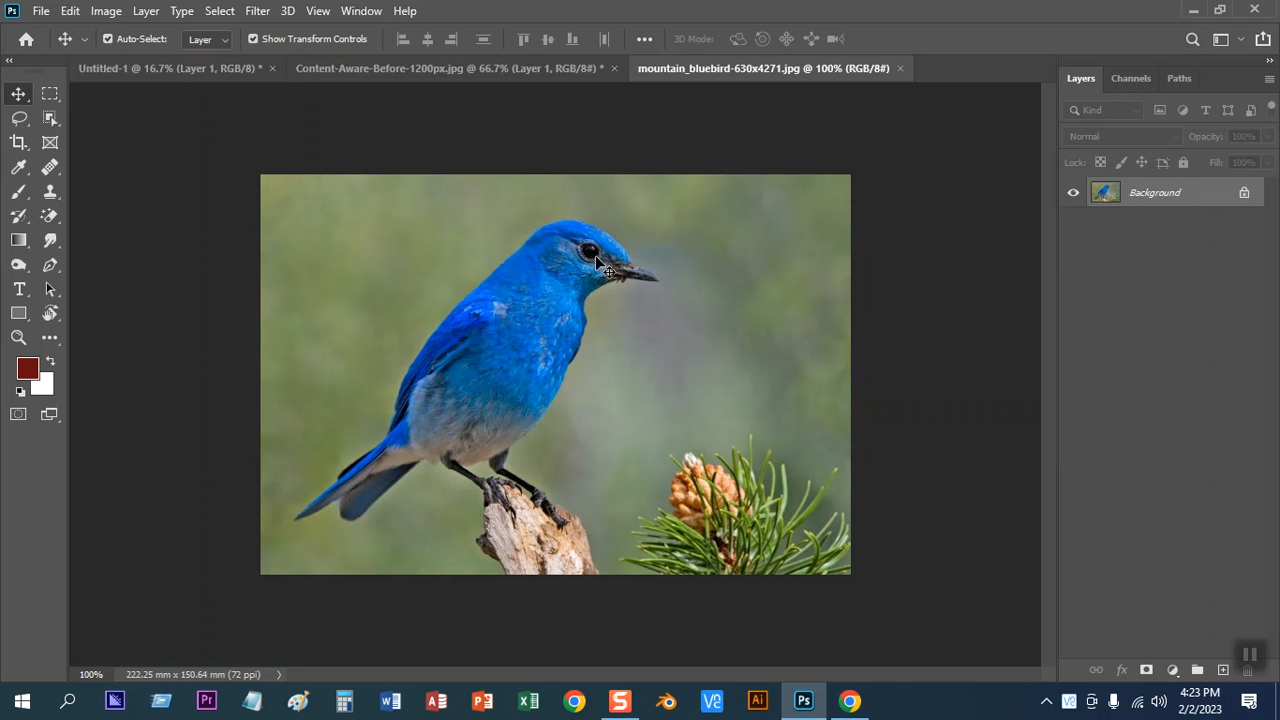 Ps File Edit Image Layer Type Select Filter 3D View Window Help
Auto-Select: Layer Show Transform Controls 3D Mode:
Untitled-1 @ 16.7% (Layer 1, RGB/8) * × Content-Aware-Before-1200px.jpg @ 66.7% (Layer 1, RGB/8#) * × mountain_bluebird-630x4271.jpg @ 100% (RGB/8#) ×
Layers Channels Paths
Kind
Normal Opacity: 100%
Lock: Fill: 100%
Background
100% 222.25 mm x 150.64 mm (72 ppi)
4:23 PM
2/2/2023